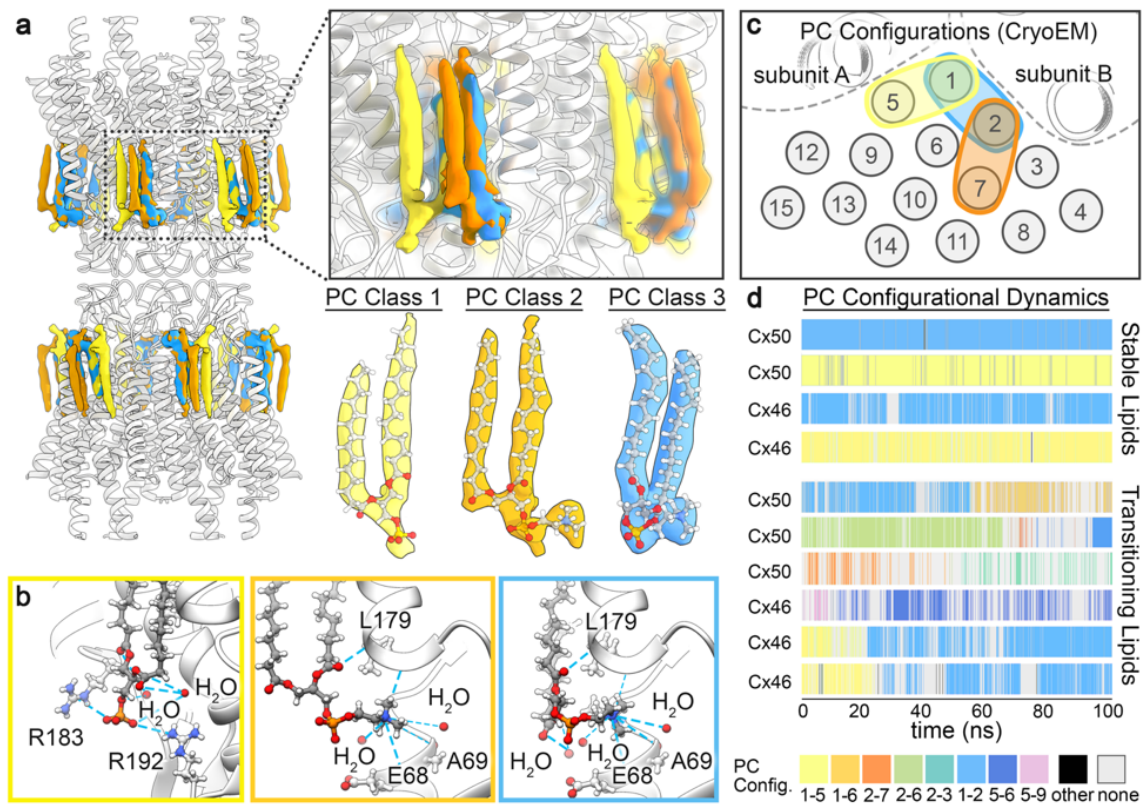 a
PC Class 1
PC Class 2
PC Class 3
b
R183
H2O
H2O
R192
L179
H2O
H2O
E68
A69
L179
H2O
H2O
H2O
E68
A69
c
PC Configurations (CryoEM)
subunit A
subunit B
1
5
2
12
9
6
3
7
15
13
10
4
14
11
8
d
PC Configurational Dynamics
Cx50
Cx50
Cx46
Cx46
Stable Lipids
Cx50
Cx50
Cx50
Cx46
Cx46
Cx46
Transitioning Lipids
0 20 40 60 80 100
time (ns)
PC
Config.
1-5 1-6 2-7 2-6 2-3 1-2 5-6 5-9 other none